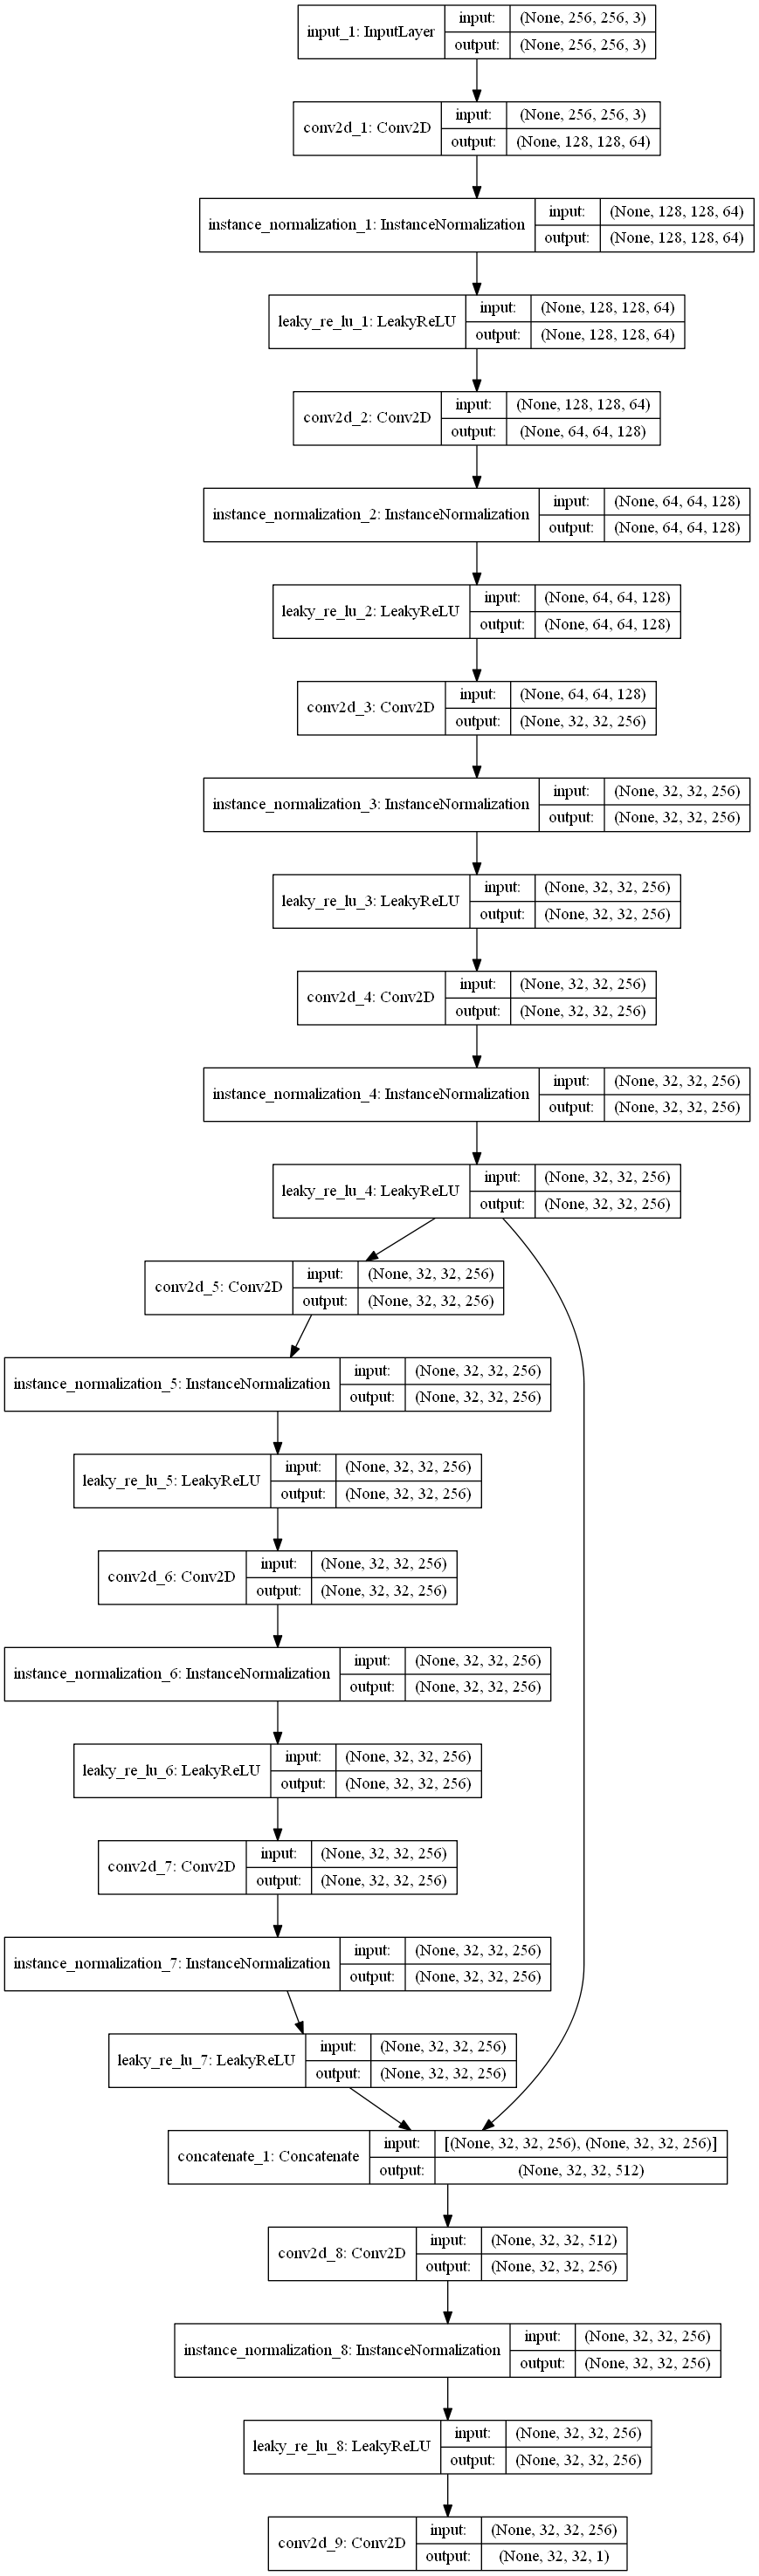 input_1: InputLayer
input: (None, 256, 256, 3)
output: (None, 256, 256, 3)
conv2d_1: Conv2D
input: (None, 256, 256, 3)
output: (None, 128, 128, 64)
instance_normalization_1: InstanceNormalization
input: (None, 128, 128, 64)
output: (None, 128, 128, 64)
leaky_re_lu_1: LeakyReLU
input: (None, 128, 128, 64)
output: (None, 128, 128, 64)
conv2d_2: Conv2D
input: (None, 128, 128, 64)
output: (None, 64, 64, 128)
instance_normalization_2: InstanceNormalization
input: (None, 64, 64, 128)
output: (None, 64, 64, 128)
leaky_re_lu_2: LeakyReLU
input: (None, 64, 64, 128)
output: (None, 64, 64, 128)
conv2d_3: Conv2D
input: (None, 64, 64, 128)
output: (None, 32, 32, 256)
instance_normalization_3: InstanceNormalization
input: (None, 32, 32, 256)
output: (None, 32, 32, 256)
leaky_re_lu_3: LeakyReLU
input: (None, 32, 32, 256)
output: (None, 32, 32, 256)
conv2d_4: Conv2D
input: (None, 32, 32, 256)
output: (None, 32, 32, 256)
instance_normalization_4: InstanceNormalization
input: (None, 32, 32, 256)
output: (None, 32, 32, 256)
leaky_re_lu_4: LeakyReLU
input: (None, 32, 32, 256)
output: (None, 32, 32, 256)
conv2d_5: Conv2D
input: (None, 32, 32, 256)
output: (None, 32, 32, 256)
instance_normalization_5: InstanceNormalization
input: (None, 32, 32, 256)
output: (None, 32, 32, 256)
leaky_re_lu_5: LeakyReLU
input: (None, 32, 32, 256)
output: (None, 32, 32, 256)
conv2d_6: Conv2D
input: (None, 32, 32, 256)
output: (None, 32, 32, 256)
instance_normalization_6: InstanceNormalization
input: (None, 32, 32, 256)
output: (None, 32, 32, 256)
leaky_re_lu_6: LeakyReLU
input: (None, 32, 32, 256)
output: (None, 32, 32, 256)
conv2d_7: Conv2D
input: (None, 32, 32, 256)
output: (None, 32, 32, 256)
instance_normalization_7: InstanceNormalization
input: (None, 32, 32, 256)
output: (None, 32, 32, 256)
leaky_re_lu_7: LeakyReLU
input: (None, 32, 32, 256)
output: (None, 32, 32, 256)
concatenate_1: Concatenate
input: [(None, 32, 32, 256), (None, 32, 32, 256)]
output: (None, 32, 32, 512)
conv2d_8: Conv2D
input: (None, 32, 32, 512)
output: (None, 32, 32, 256)
instance_normalization_8: InstanceNormalization
input: (None, 32, 32, 256)
output: (None, 32, 32, 256)
leaky_re_lu_8: LeakyReLU
input: (None, 32, 32, 256)
output: (None, 32, 32, 256)
conv2d_9: Conv2D
input: (None, 32, 32, 256)
output: (None, 32, 32, 1)